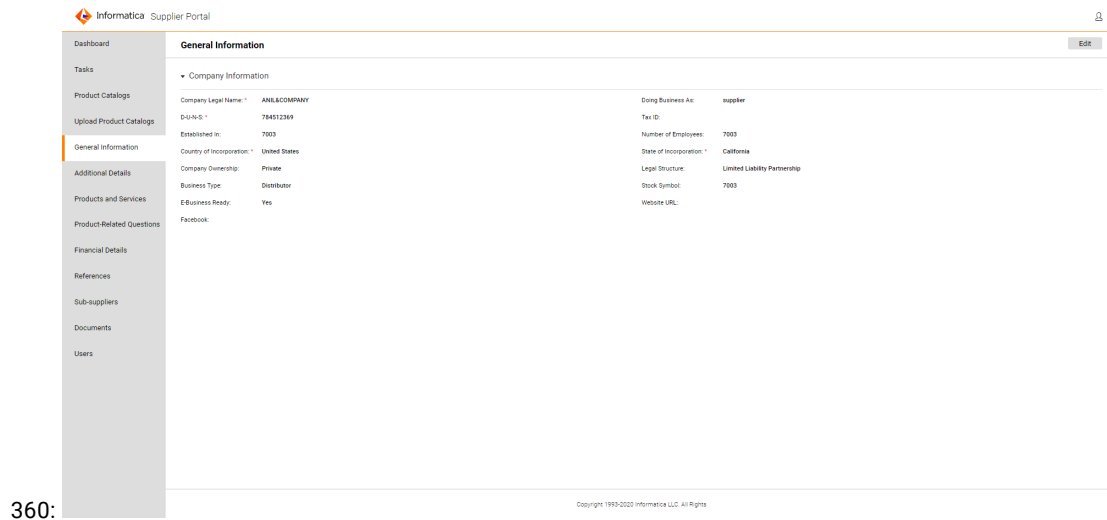 Informatica Supplier Portal
Dashboard
Tasks
Product Catalogs
Upload Product Catalogs
General Information
Additional Details
Products and Services
Product-Related Questions
Financial Details
References
Sub-suppliers
Documents
Users
General Information
Edit
Company Information
Company Legal Name: * ANIL&COMPANY
Doing Business As: supplier
D-U-N-S: * 784512369
Tax ID:
Established In: 7003
Number of Employees: 7003
Country of Incorporation: * United States
State of Incorporation: * California
Company Ownership: Private
Legal Structure: Limited Liability Partnership
Business Type: Distributor
Stock Symbol: 7003
E-Business Ready: Yes
Website URL:
Facebook:
Copyright 1993-2020 Informatica LLC. All Rights
360: